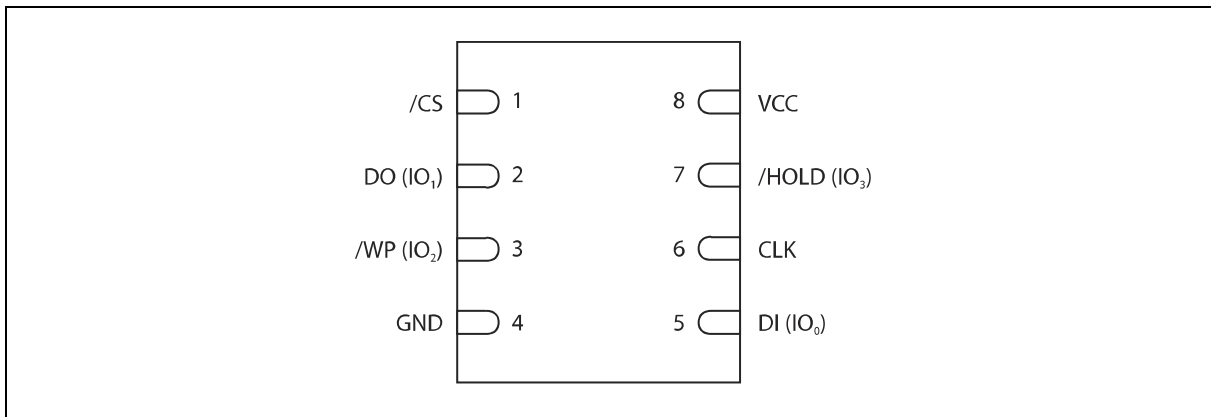 /CS 1 8 VCC
DO (IO₁) 2 7 /HOLD (IO₃)
/WP (IO₂) 3 6 CLK
GND 4 5 DI (IO₀)